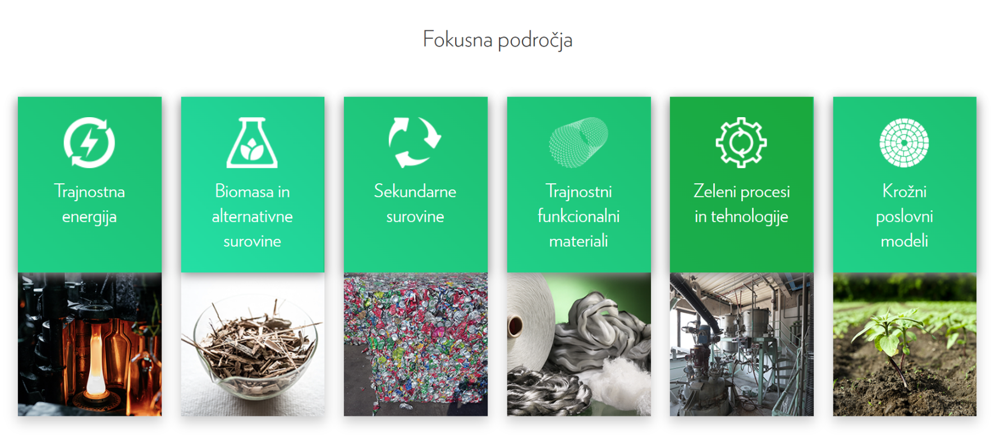 Fokusna področja
Trajnostna
energija
Biomasa in
alternativne
surovine
Sekundarne
surovine
Trajnostni
funkcionalni
materiali
Zeleni procesi
in tehnologije
Krožni
poslovni
modeli